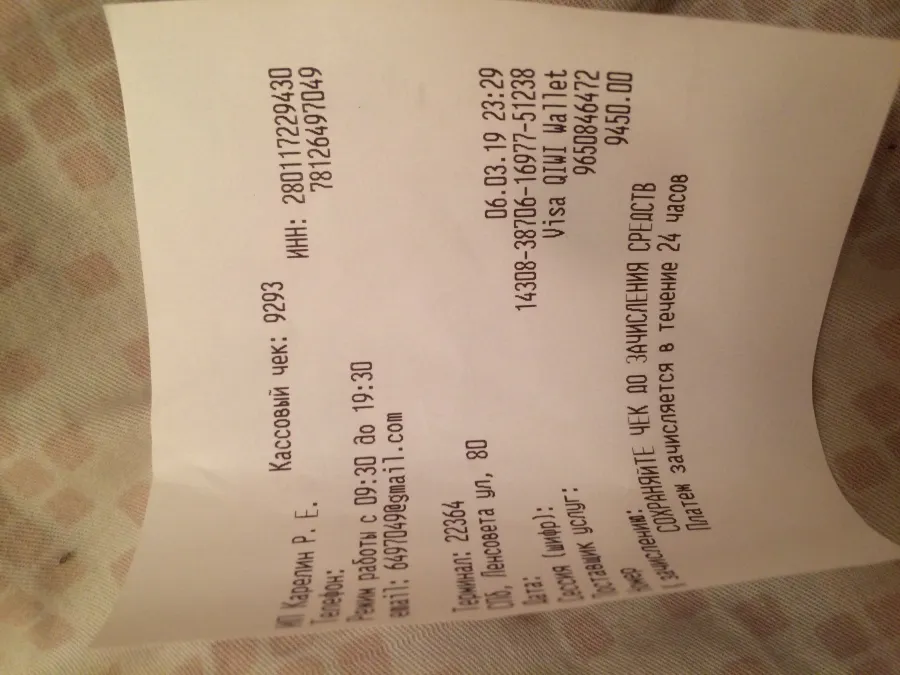 Кассовый чек: 9293
ИП Карелин Р. Е. ИНН: 280117229430
Телефон: 78126497049
Режим работы с 09:30 до 19:30
email: 6497049@gmail.com
Терминал: 22364
СПб, Ленсовета ул, 80
Дата: 06.03.19 23:29
Сессия (шифр): 14308-38706-16977-51238
Поставщик услуг: Visa QIWI Wallet
Номер 9650846472
К зачислению: 9450.00
СОХРАНЯЙТЕ ЧЕК ДО ЗАЧИСЛЕНИЯ СРЕДСТВ
Платеж зачисляется в течение 24 часов